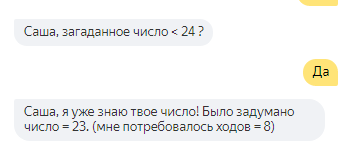 Саша, загаданное число < 24 ?
Да
Саша, я уже знаю твое число! Было задумано
число = 23. (мне потребовалось ходов = 8)